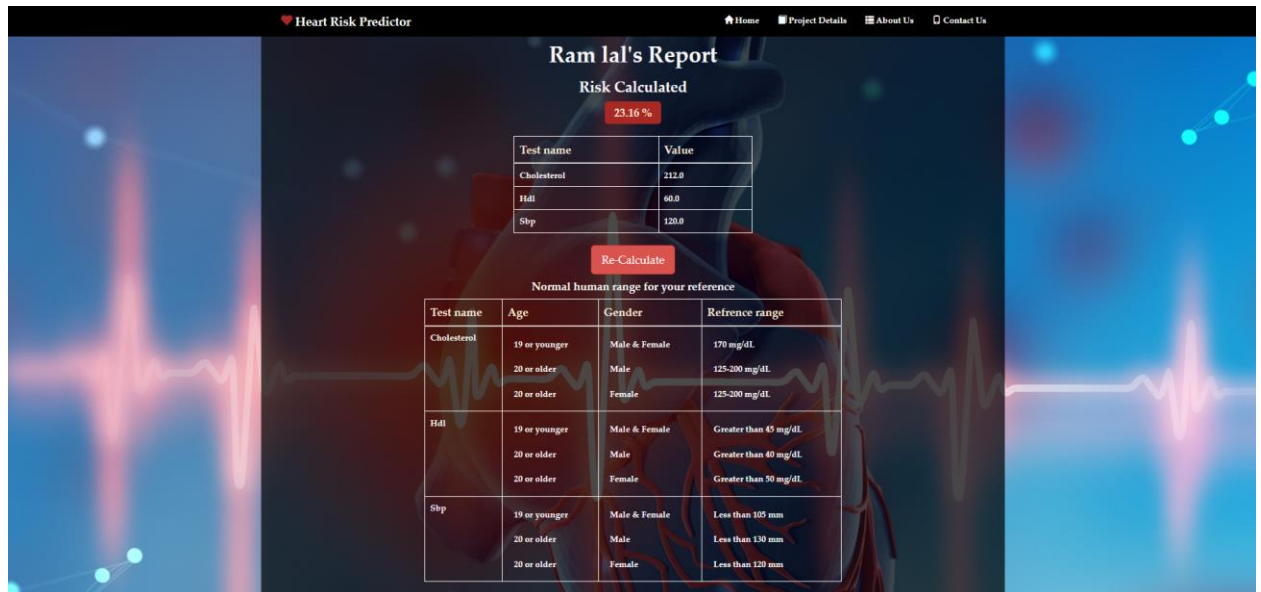 Heart Risk Predictor Home Project Details About Us Contact Us
Ram lal's Report
Risk Calculated
23.16 %
Test name Value
Cholesterol 212.0
Hdl 60.0
Sbp 120.0
Re-Calculate
Normal human range for your reference
Test name Age Gender Refrence range
Cholesterol
19 or younger Male & Female 170 mg/dL
20 or older Male 125-200 mg/dL
20 or older Female 125-200 mg/dL
Hdl
19 or younger Male & Female Greater than 45 mg/dL
20 or older Male Greater than 40 mg/dL
20 or older Female Greater than 50 mg/dL
Sbp
19 or younger Male & Female Less than 105 mm
20 or older Male Less than 130 mm
20 or older Female Less than 120 mm